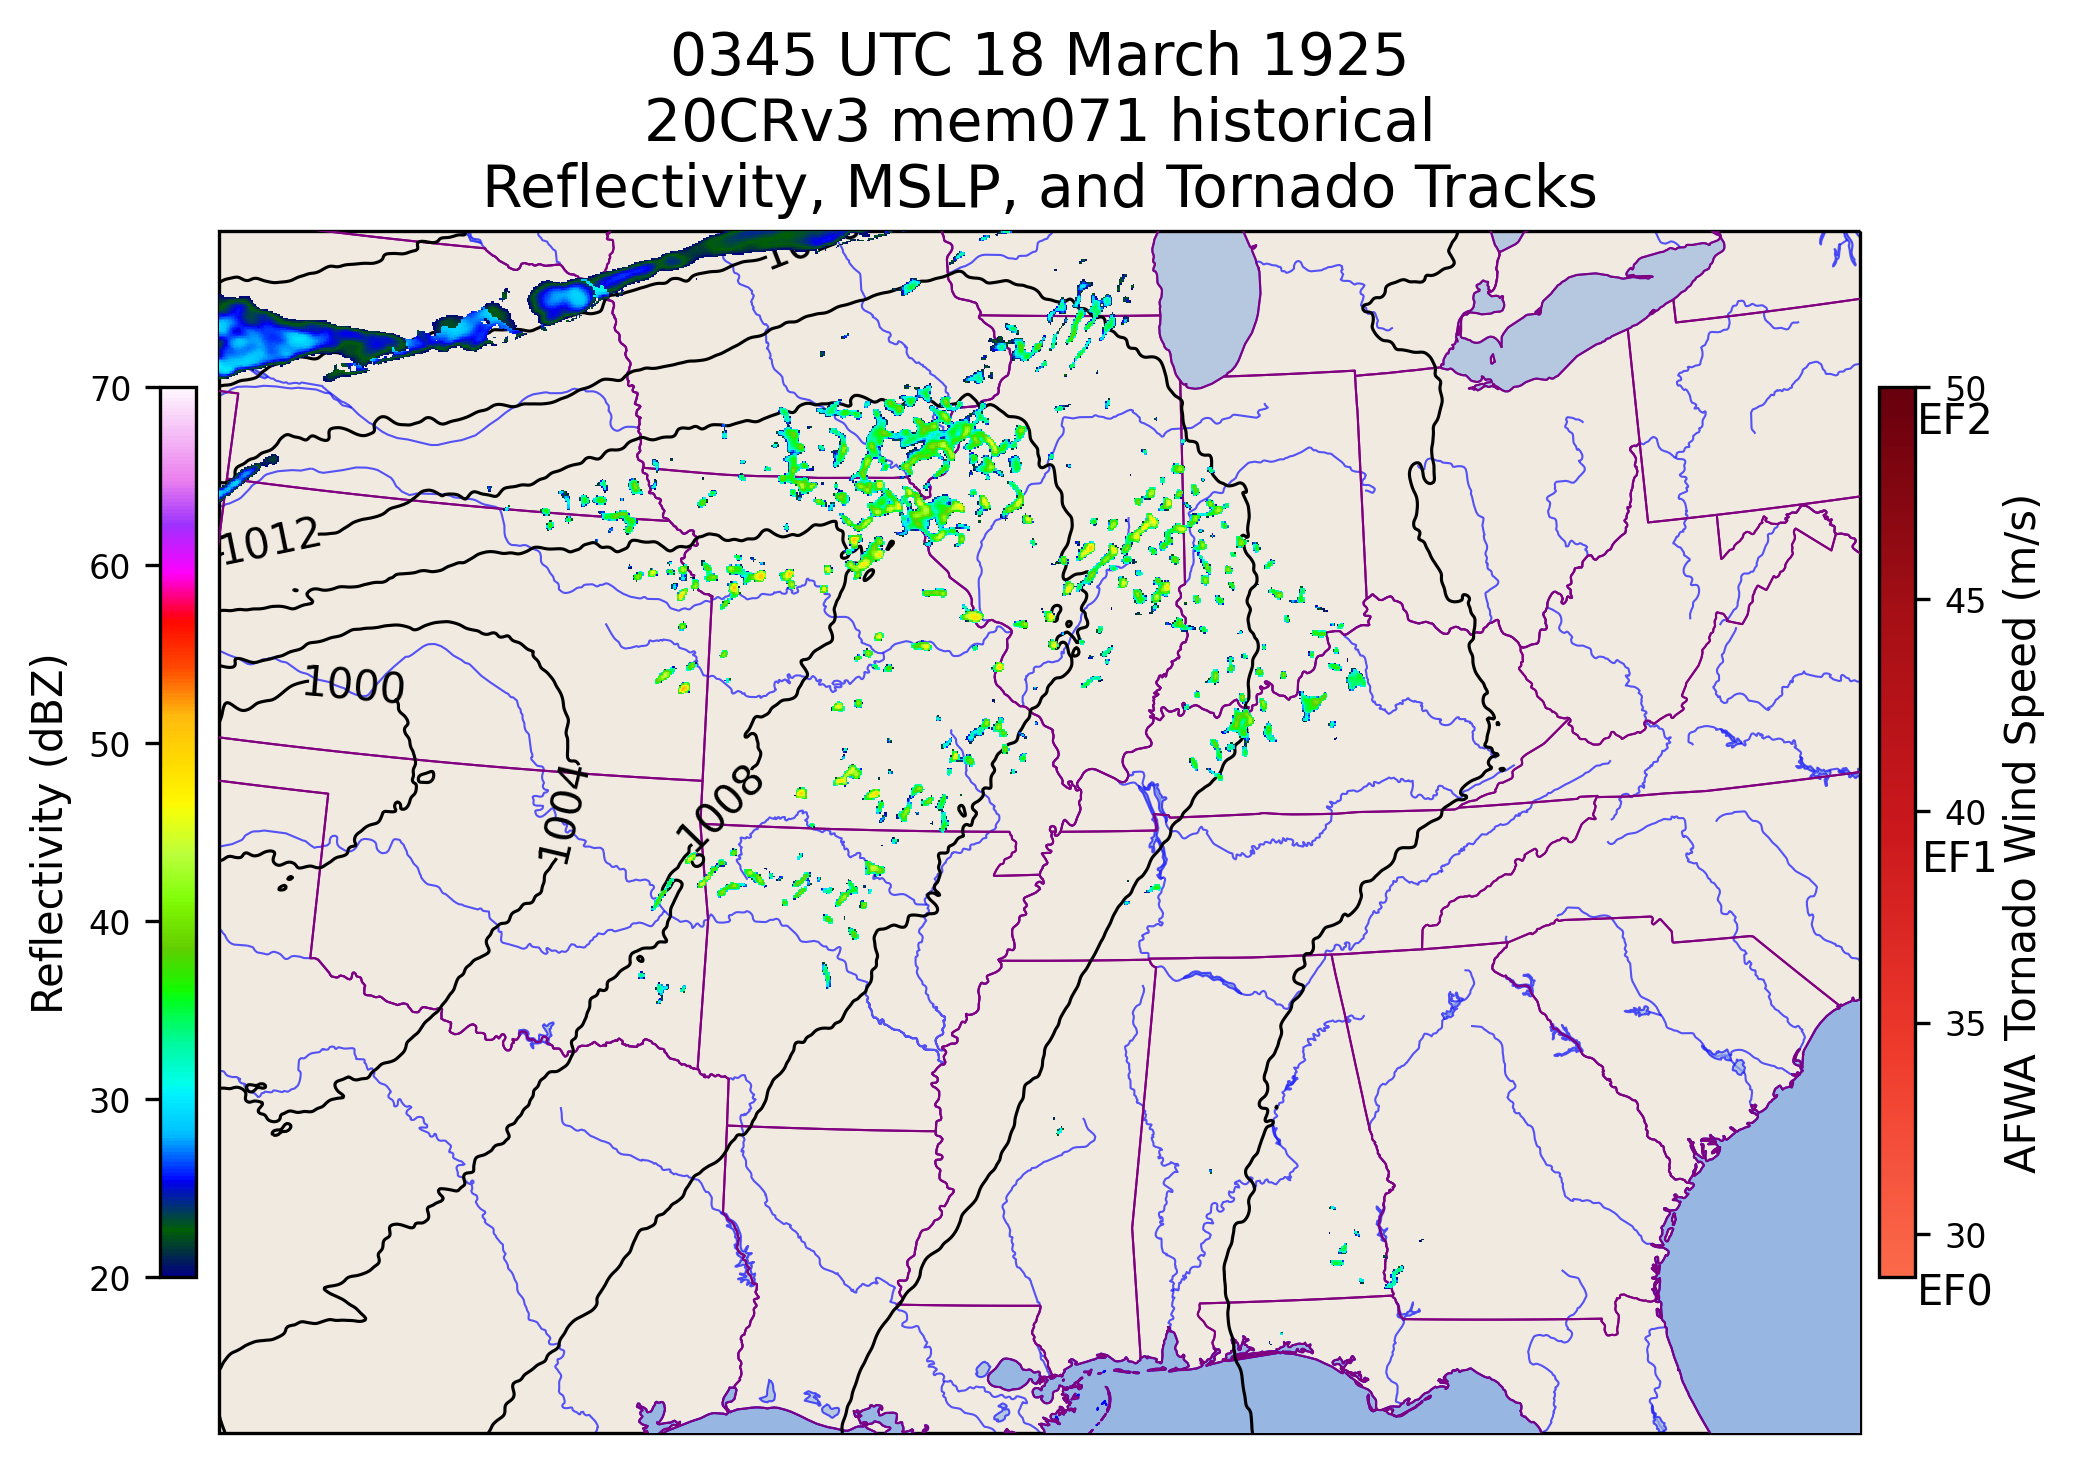 0345 UTC 18 March 1925
20CRv3 mem071 historical
Reflectivity, MSLP, and Tornado Tracks
70
60
50
40
30
20
Reflectivity (dBZ)
1012
1000
1004
1008
50
EF2
45
40
EF1
35
30
EF0
AFWA Tornado Wind Speed (m/s)